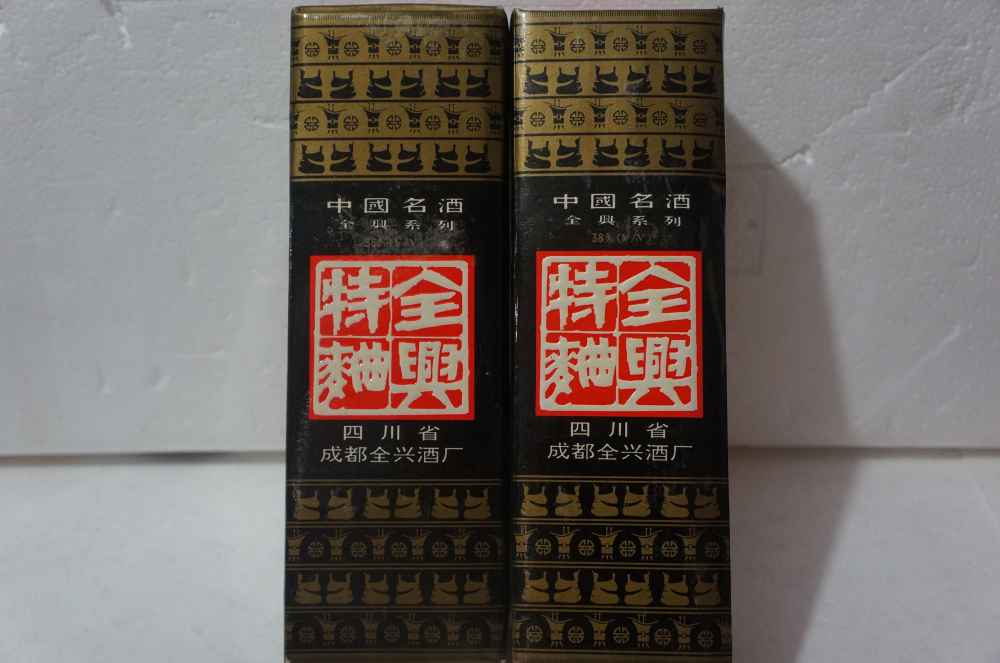 中國名酒
全興系列
38%(V/V)
全興
特麯
四川省
成都全兴酒厂
中國名酒
全興系列
38%(V/V)
全興
特麯
四川省
成都全兴酒厂